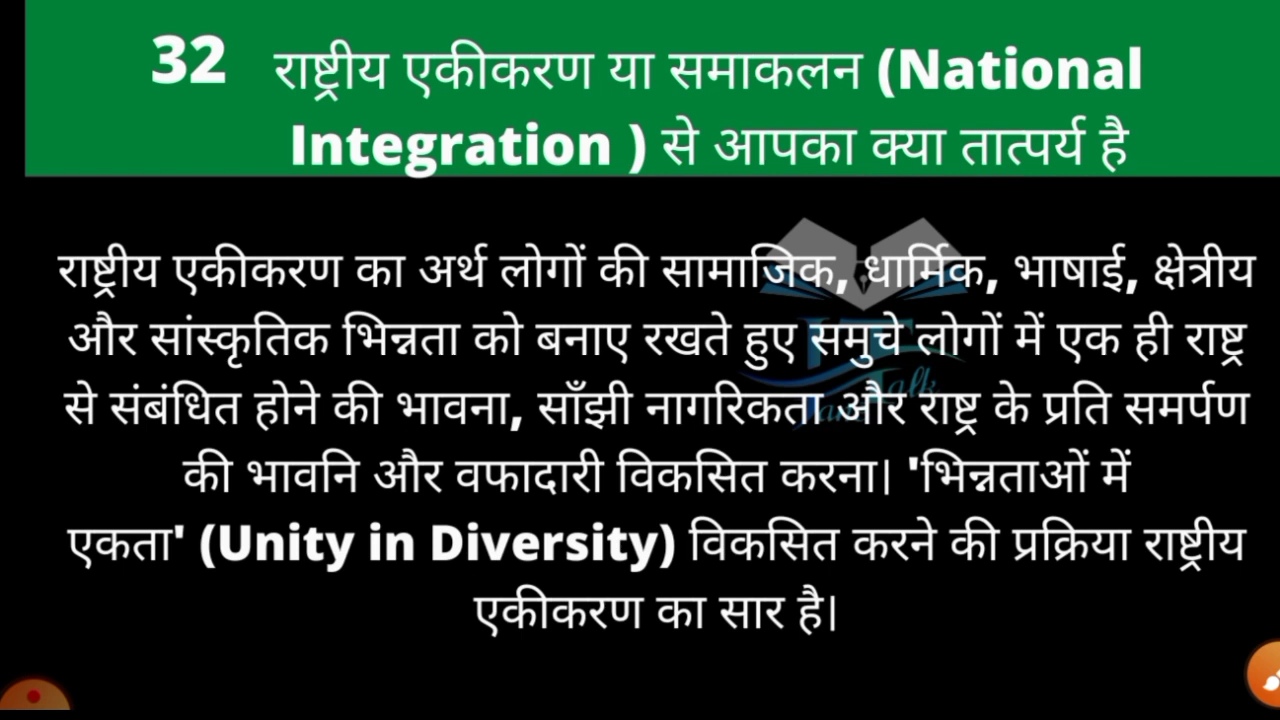 32 राष्ट्रीय एकीकरण या समाकलन (National
Integration ) से आपका क्या तात्पर्य है
राष्ट्रीय एकीकरण का अर्थ लोगों की सामाजिक, धार्मिक, भाषाई, क्षेत्रीय
और सांस्कृतिक भिन्नता को बनाए रखते हुए समुचे लोगों में एक ही राष्ट्र
से संबंधित होने की भावना, साँझी नागरिकता और राष्ट्र के प्रति समर्पण
की भावनि और वफादारी विकसित करना। 'भिन्नताओं में
एकता' (Unity in Diversity) विकसित करने की प्रक्रिया राष्ट्रीय
एकीकरण का सार है।